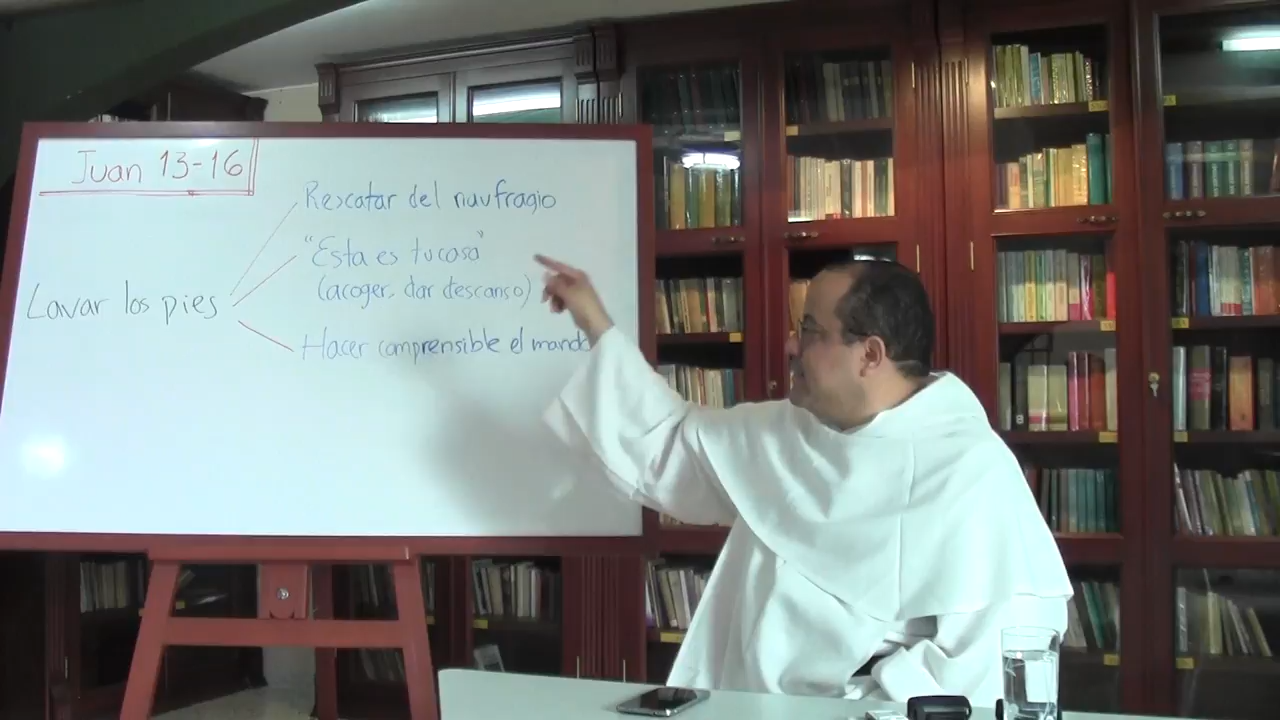 Juan 13-16
Rescatar del naufragio
"Esta es tu casa"
(acoger, dar descanso)
Lavar los pies
Hacer comprensible el mando